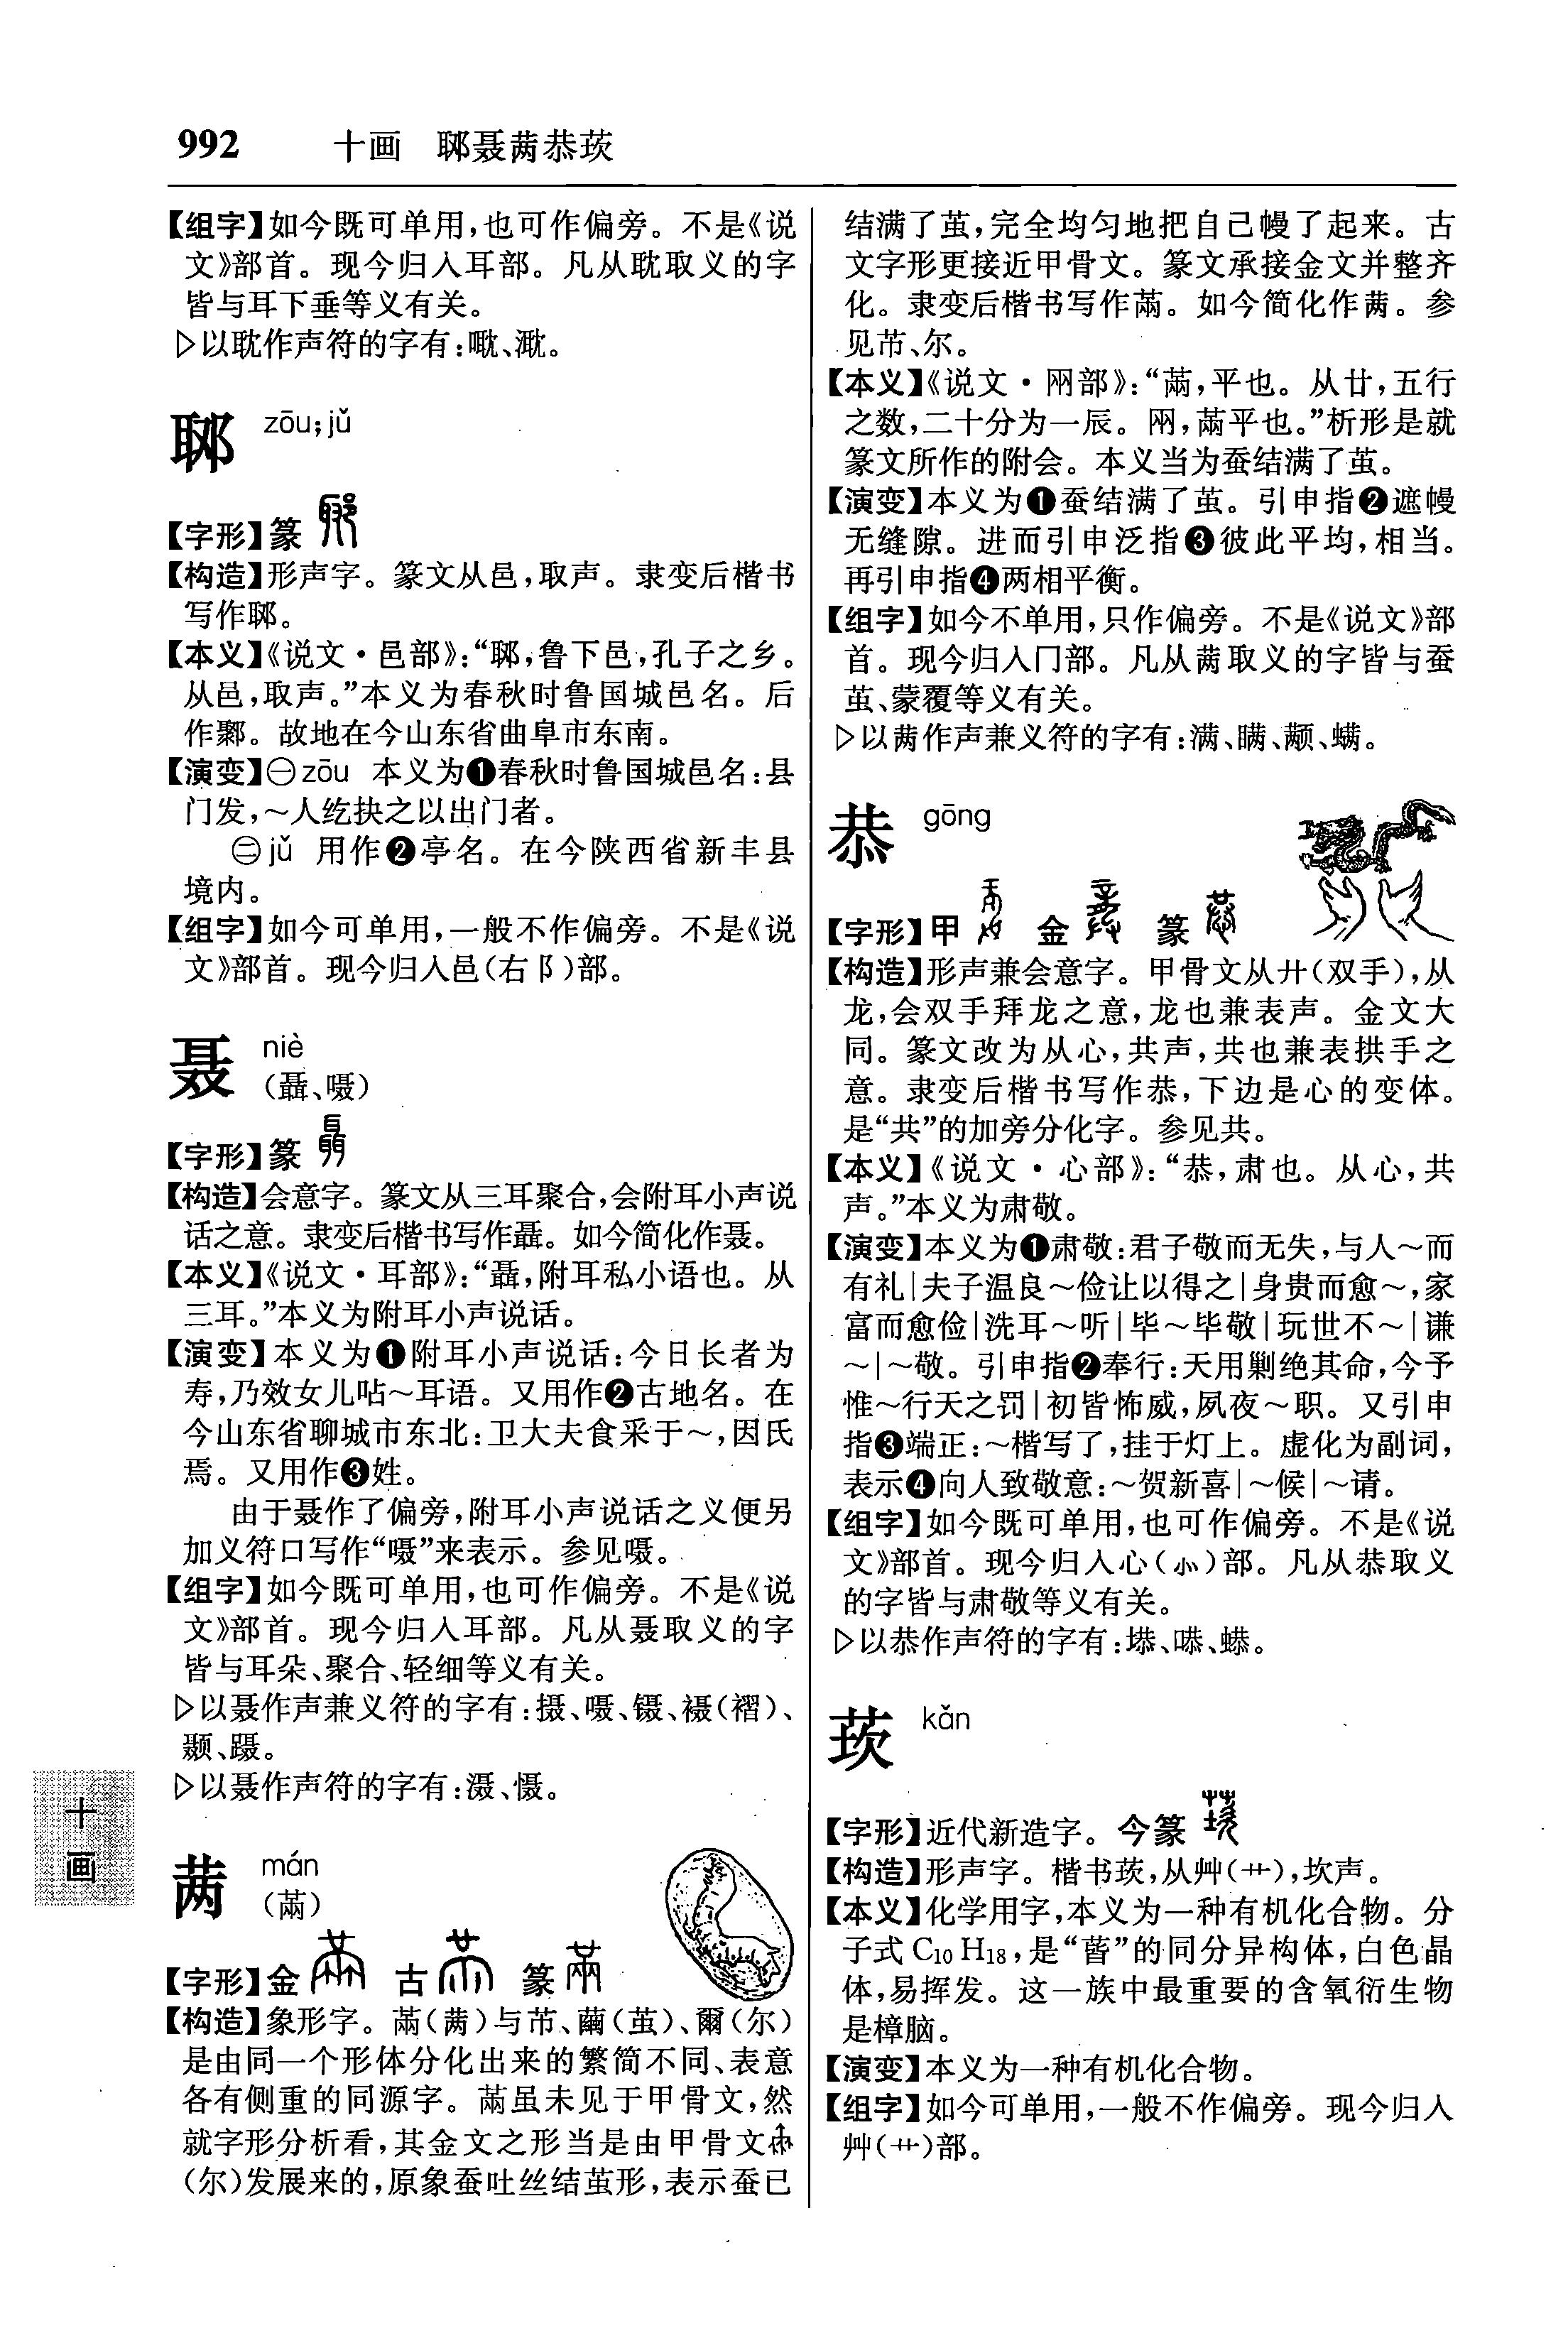 992 十画 郰聂㒼恭莰
【组字】如今既可单用,也可作偏旁。不是《说
文》部首。现今归入耳部。凡从耽取义的字
皆与耳下垂等义有关。
▷以耽作声符的字有:
郰 zōu;jǔ
【字形】篆
【构造】形声字。篆文从邑,取声。隶变后楷书
写作郰。
【本义】《说文·邑部》:“郰,鲁下邑,孔子之乡。
从邑,取声。”本义为春秋时鲁国城邑名。后
作鄹。故地在今山东省曲阜市东南。
【演变】㊀zōu 本义为❶春秋时鲁国城邑名:县
门发,～人纥抉之以出门者。
㊁jǔ 用作❷亭名。在今陕西省新丰县
境内。
【组字】如今可单用,一般不作偏旁。不是《说
文》部首。现今归入邑(右阝)部。
聂 niè
(聶、嗫)
【字形】篆
【构造】会意字。篆文从三耳聚合,会附耳小声说
话之意。隶变后楷书写作聶。如今简化作聂。
【本义】《说文·耳部》:“聶,附耳私小语也。从
三耳。”本义为附耳小声说话。
【演变】本义为❶附耳小声说话:今日长者为
寿,乃效女儿呫～耳语。又用作❷古地名。在
今山东省聊城市东北:卫大夫食采于～,因氏
焉。又用作❸姓。
由于聂作了偏旁,附耳小声说话之义便另
加义符口写作“嗫”来表示。参见嗫。
【组字】如今既可单用,也可作偏旁。不是《说
文》部首。现今归入耳部。凡从聂取义的字
皆与耳朵、聚合、轻细等义有关。
▷以聂作声兼义符的字有:摄、嗫、镊、褶(褶)、
颞、蹑。
▷以聂作声符的字有:滠、慑。
十画
㒼 mán
(㒼)
【字形】金 古 篆
【构造】象形字。㒼(㒼)与芇、繭(茧)、爾(尔)
是由同一个形体分化出来的繁简不同、表意
各有侧重的同源字。㒼虽未见于甲骨文,然
就字形分析看,其金文之形当是由甲骨文
(尔)发展来的,原象蚕吐丝结茧形,表示蚕已
结满了茧,完全均匀地把自己幔了起来。古
文字形更接近甲骨文。篆文承接金文并整齐
化。隶变后楷书写作㒼。如今简化作㒼。参
见芇、尔。
【本义】《说文·㒳部》:“㒼,平也。从廿,五行
之数,二十分为一辰。㒳,㒼平也。”析形是就
篆文所作的附会。本义当为蚕结满了茧。
【演变】本义为❶蚕结满了茧。引申指❷遮幔
无缝隙。进而引申泛指❸彼此平均,相当。
再引申指❹两相平衡。
【组字】如今不单用,只作偏旁。不是《说文》部
首。现今归入冂部。凡从㒼取义的字皆与蚕
茧、蒙覆等义有关。
▷以㒼作声兼义符的字有:满、瞒、颟、螨。
恭 gōng
【字形】甲 金 篆
【构造】形声兼会意字。甲骨文从廾(双手),从
龙,会双手拜龙之意,龙也兼表声。金文大
同。篆文改为从心,共声,共也兼表拱手之
意。隶变后楷书写作恭,下边是心的变体。
是“共”的加旁分化字。参见共。
【本义】《说文·心部》:“恭,肃也。从心,共
声。”本义为肃敬。
【演变】本义为❶肃敬:君子敬而无失,与人～而
有礼|夫子温良～俭让以得之|身贵而愈～,家
富而愈俭|洗耳～听|毕～毕敬|玩世不～|谦
～|～敬。引申指❷奉行:天用剿绝其命,今予
惟～行天之罚|初皆怖威,夙夜～职。又引申
指❸端正:～楷写了,挂于灯上。虚化为副词,
表示❹向人致敬意:～贺新喜|～候|～请。
【组字】如今既可单用,也可作偏旁。不是《说
文》部首。现今归入心(⺗)部。凡从恭取义
的字皆与肃敬等义有关。
▷以恭作声符的字有:塨、㗢、蛬。
莰 kǎn
【字形】近代新造字。今篆
【构造】形声字。楷书莰,从艸(艹),坎声。
【本义】化学用字,本义为一种有机化合物。分
子式C₁₀H₁₈,是“蒈”的同分异构体,白色晶
体,易挥发。这一族中最重要的含氧衍生物
是樟脑。
【演变】本义为一种有机化合物。
【组字】如今可单用,一般不作偏旁。现今归入
艸(艹)部。